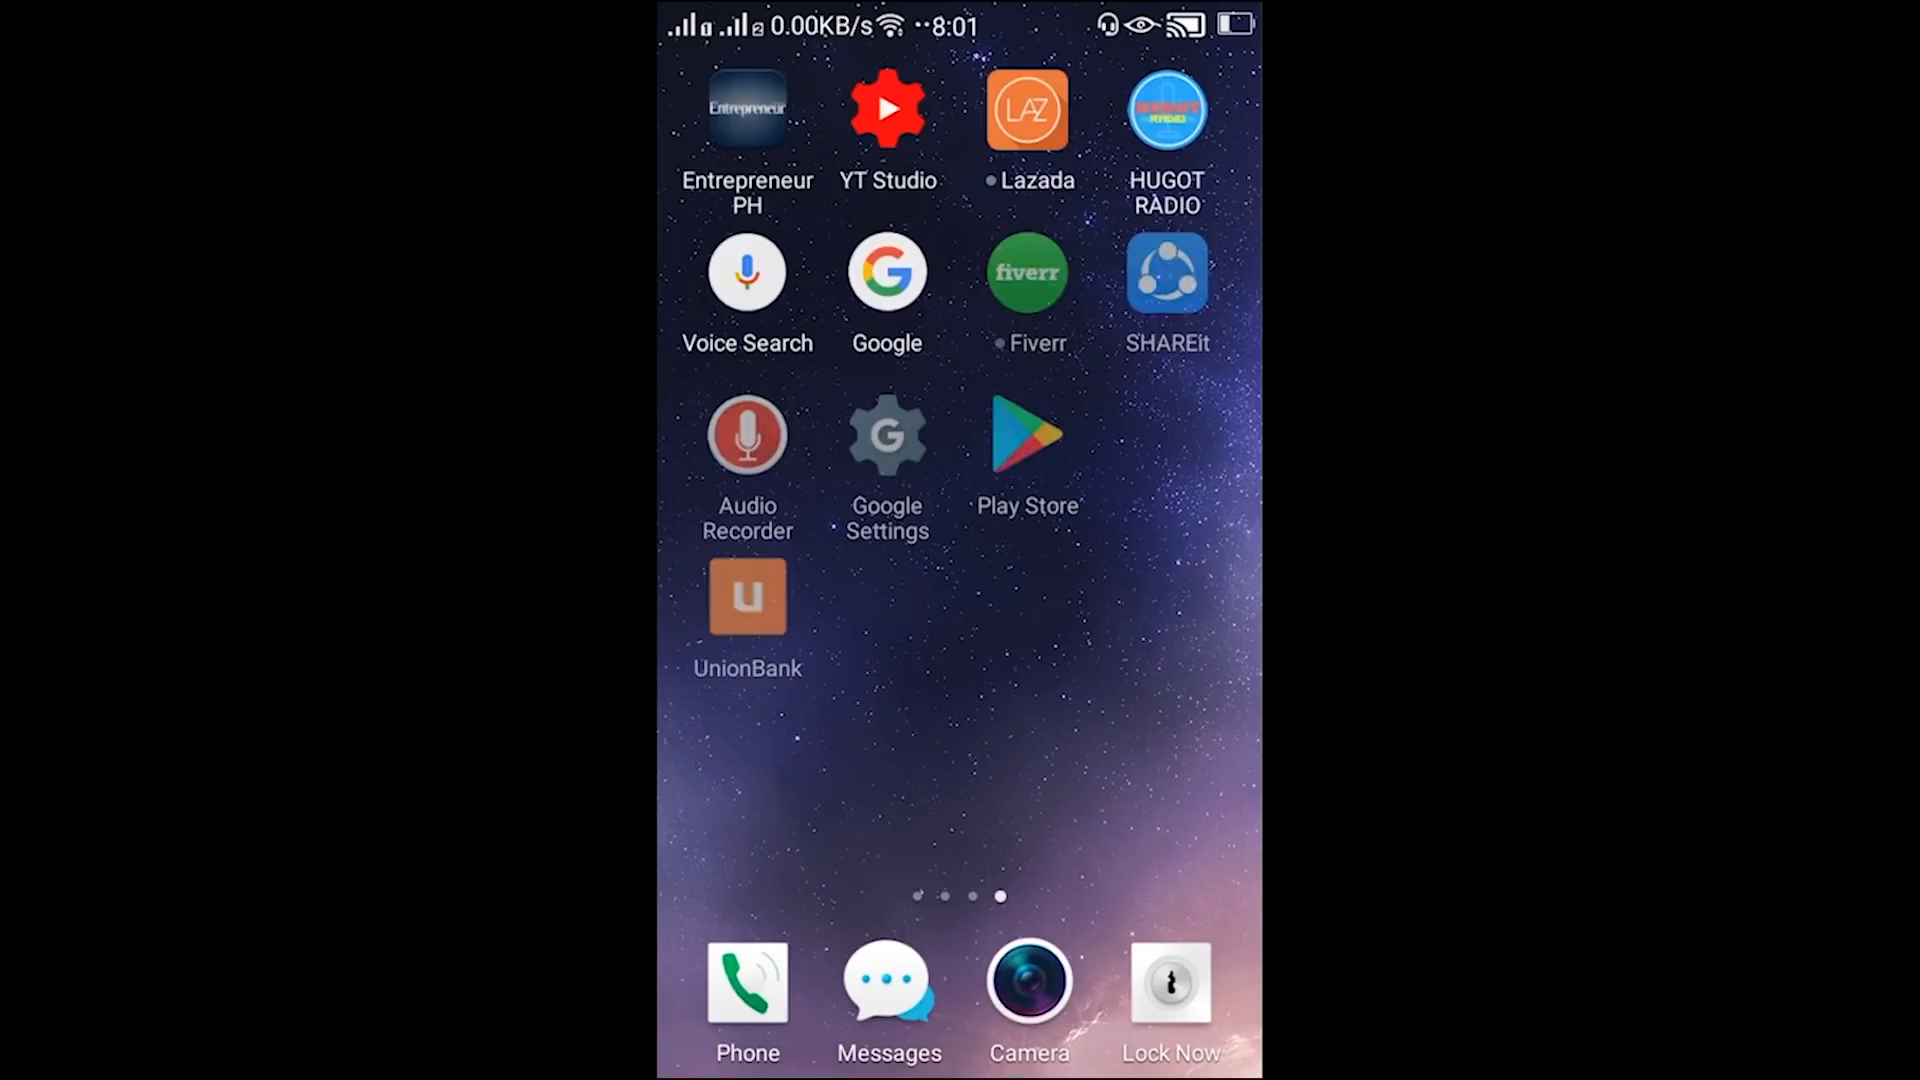 0.00KB/s 8:01
Entrepreneur
LAZ
RADIO
Entrepreneur PH
YT Studio
Lazada
HUGOT RADIO
fiverr
Voice Search
Google
Fiverr
SHAREit
Audio Recorder
Google Settings
Play Store
u
UnionBank
Phone
Messages
Camera
Lock Now